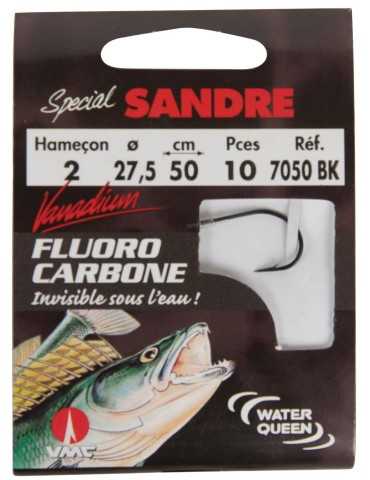 Special SANDRE
Hameçon ø cm Pces Réf.
2 27,5 50 10 7050 BK
Vanadium
FLUORO
CARBONE
Invisible sous l'eau !
VMC
WATER
QUEEN